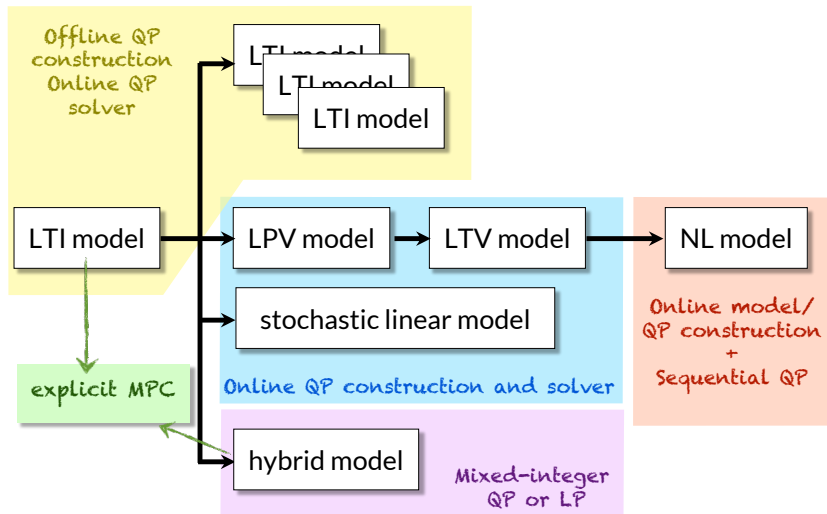 Offline QP
construction
Online QP
solver
LTI model
LTI model
LTI model
LTI model
LPV model
LTV model
NL model
stochastic linear model
Online model/
QP construction
+
Sequential QP
explicit MPC
Online QP construction and solver
hybrid model
Mixed-integer
QP or LP